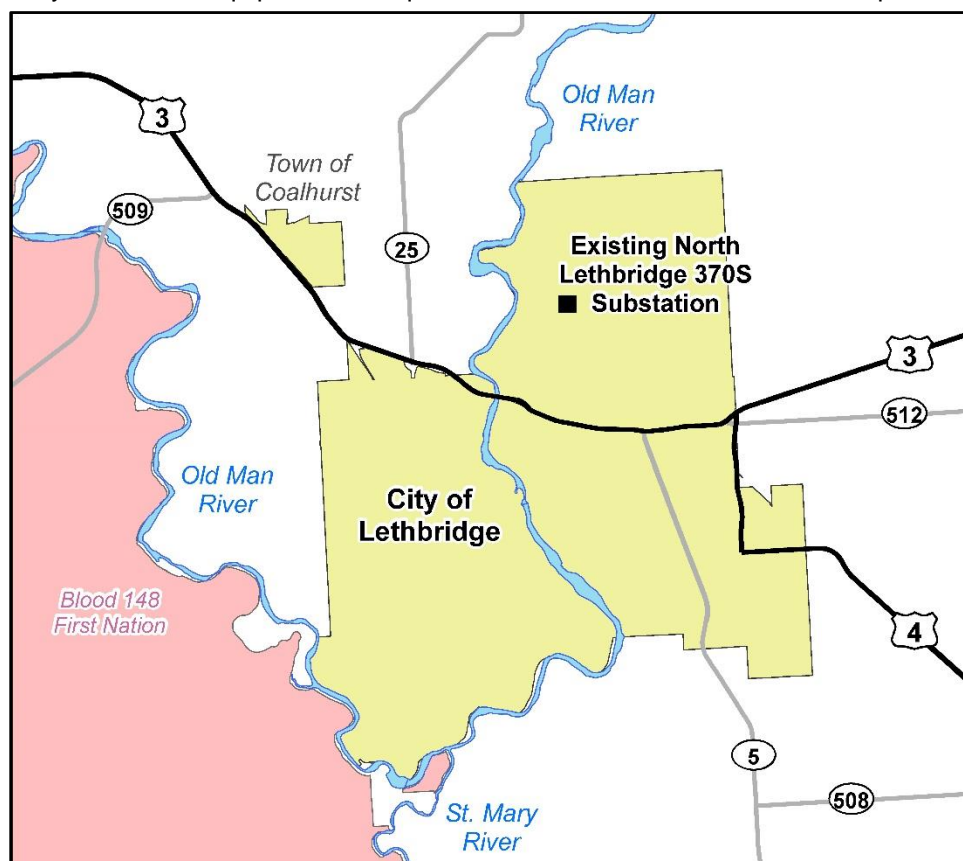 Old Man
River
3
Town of
Coalhurst
509
25
Existing North
Lethbridge 370S
Substation
3
512
Old Man
River
City of
Lethbridge
Blood 148
First Nation
4
5
508
St. Mary
River